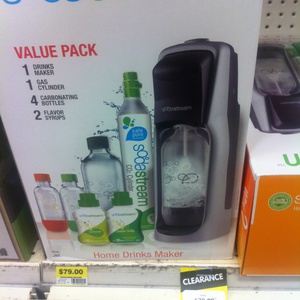 VALUE PACK
1 DRINKS
MAKER
1 GAS
CYLINDER
4 CARBONATING
BOTTLES
2 FLAVOR
SYRUPS
sodastream
sodastream
Home Drinks Maker
$79.00
CLEARANCE